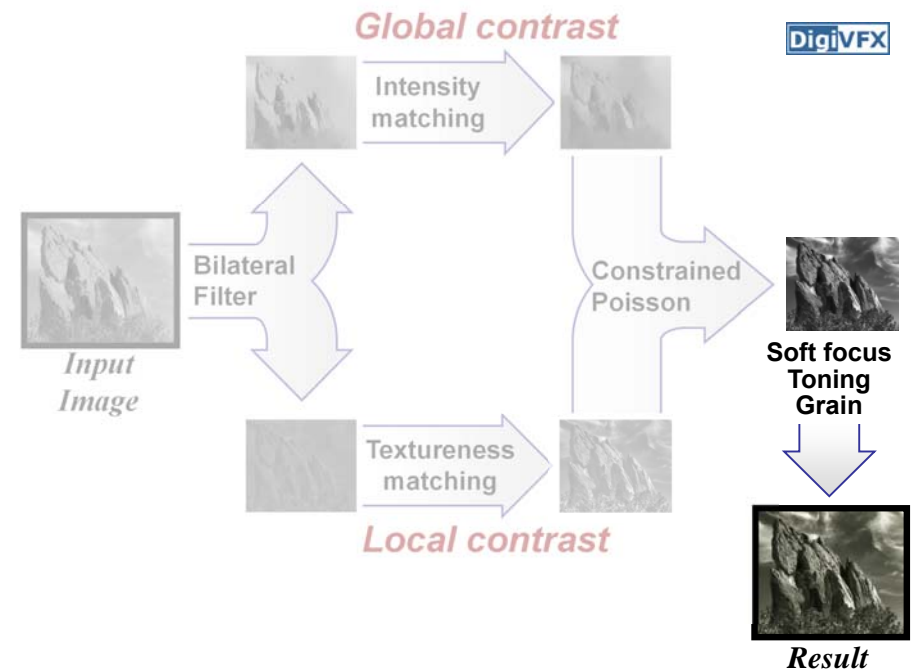 Global contrast
DigiVFX
Intensity
matching
Bilateral
Filter
Constrained
Poisson
Input
Image
Soft focus
Toning
Grain
Textureness
matching
Local contrast
Result